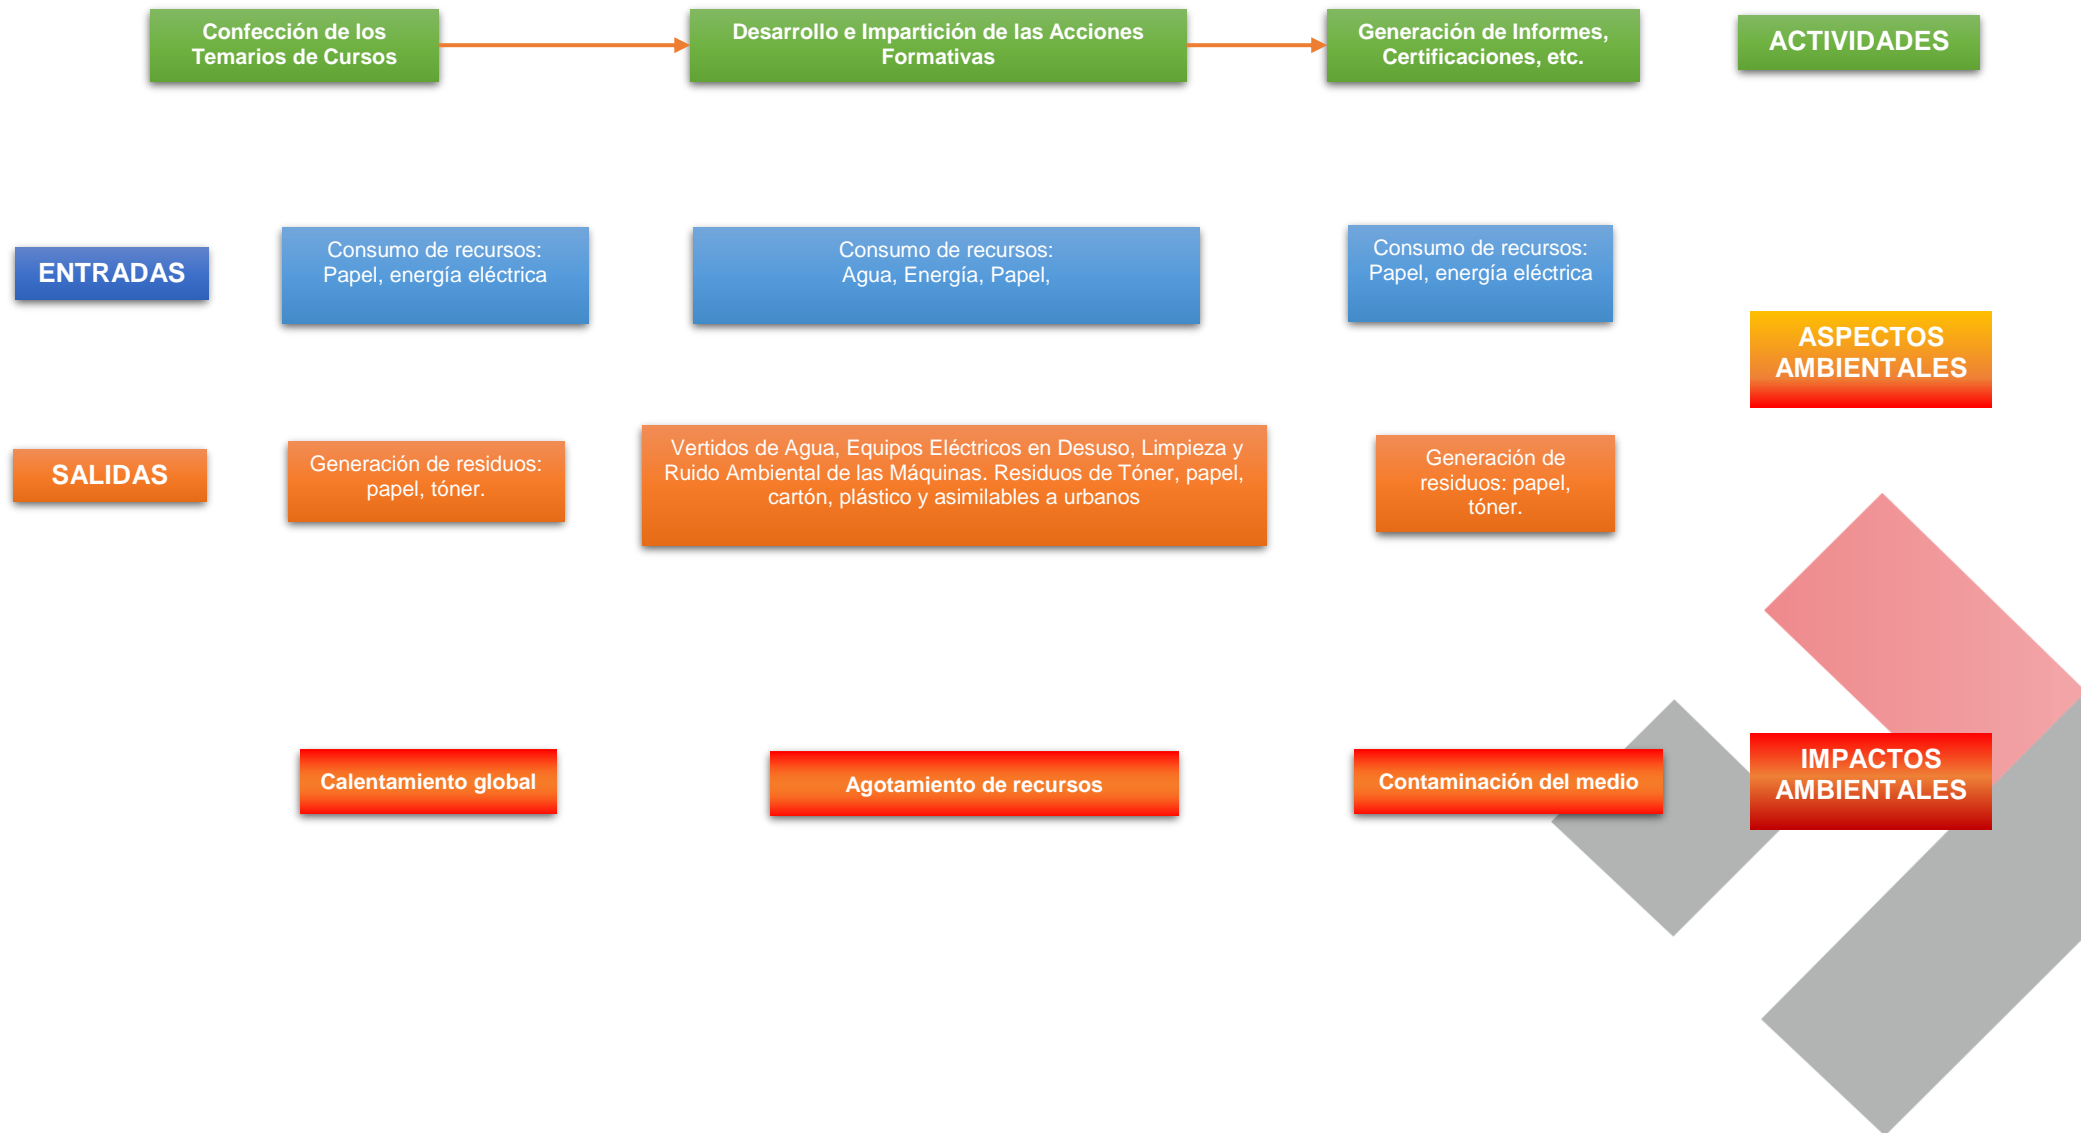 Confección de los
Temarios de Cursos
Desarrollo e Impartición de las Acciones
Formativas
Generación de Informes,
Certificaciones, etc.
ACTIVIDADES
ENTRADAS
Consumo de recursos:
Papel, energía eléctrica
Consumo de recursos:
Agua, Energía, Papel,
Consumo de recursos:
Papel, energía eléctrica
ASPECTOS
AMBIENTALES
SALIDAS
Generación de residuos:
papel, tóner.
Vertidos de Agua, Equipos Eléctricos en Desuso, Limpieza y
Ruido Ambiental de las Máquinas. Residuos de Tóner, papel,
cartón, plástico y asimilables a urbanos
Generación de
residuos: papel,
tóner.
Calentamiento global
Agotamiento de recursos
Contaminación del medio
IMPACTOS
AMBIENTALES